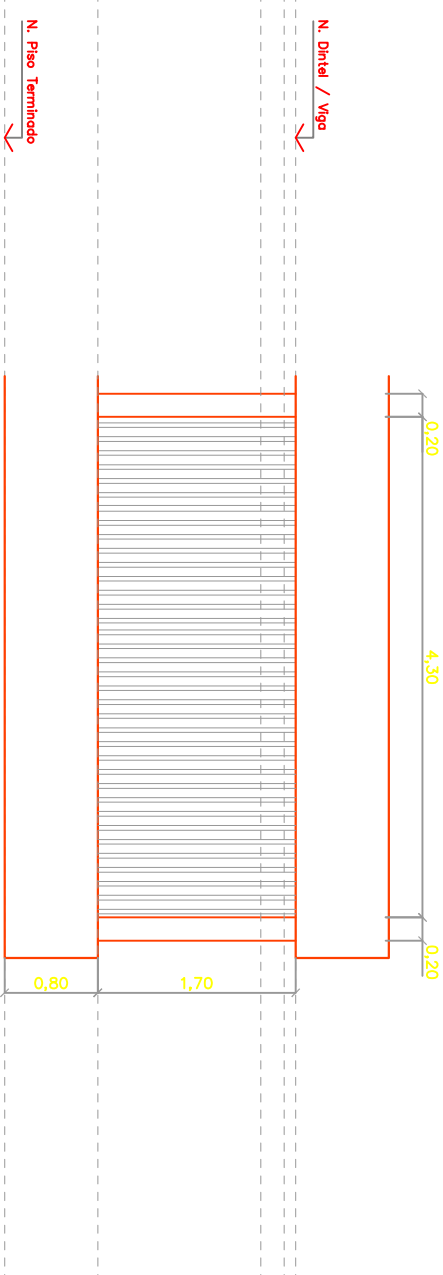 N. Dintel / Viga
N. Piso Terminado
0,20
4,30
0,20
0,80
1,70